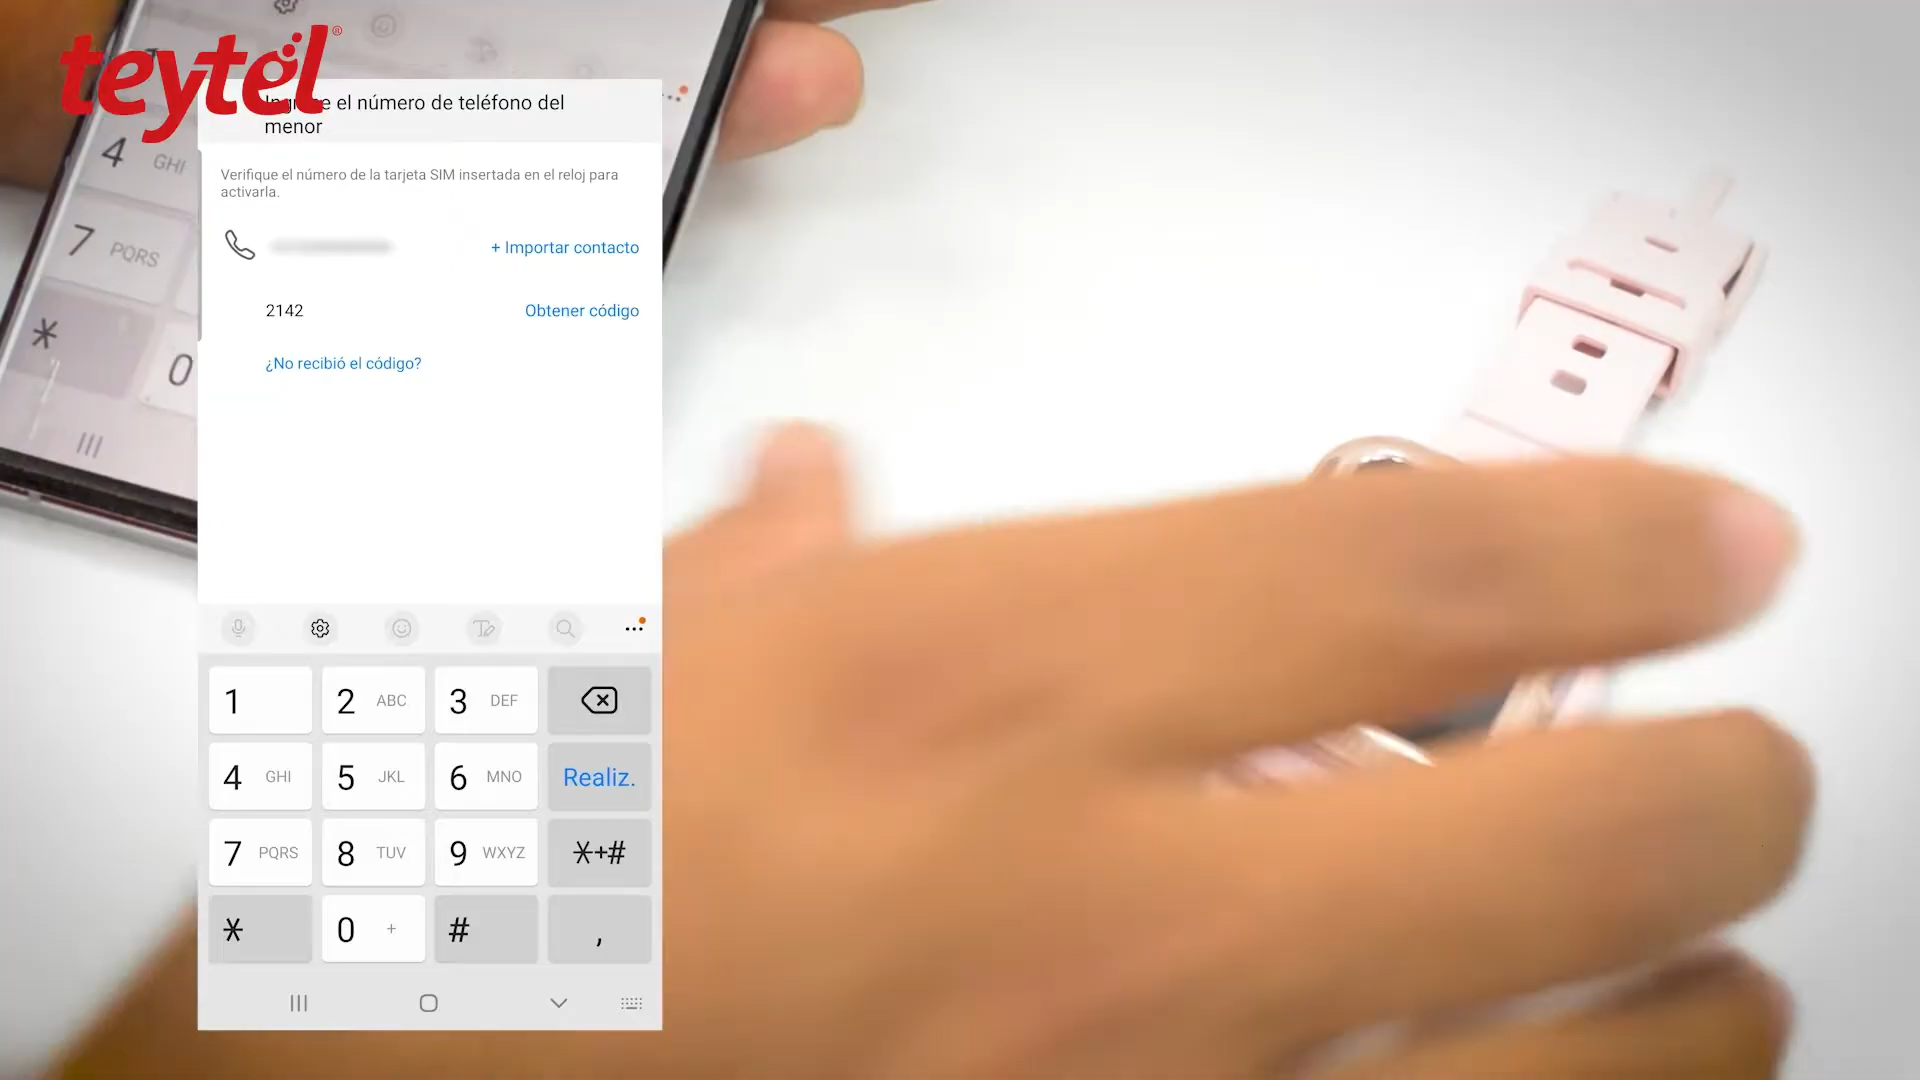 teytel®
Ingrese el número de teléfono del
menor
Verifique el número de la tarjeta SIM insertada en el reloj para
activarla.
+ Importar contacto
2142
Obtener código
¿No recibió el código?
1
2 ABC
3 DEF
4 GHI
5 JKL
6 MNO
Realiz.
7 PQRS
8 TUV
9 WXYZ
*+#
*
0 +
#
,
4 GHI
7 PQRS
*
0